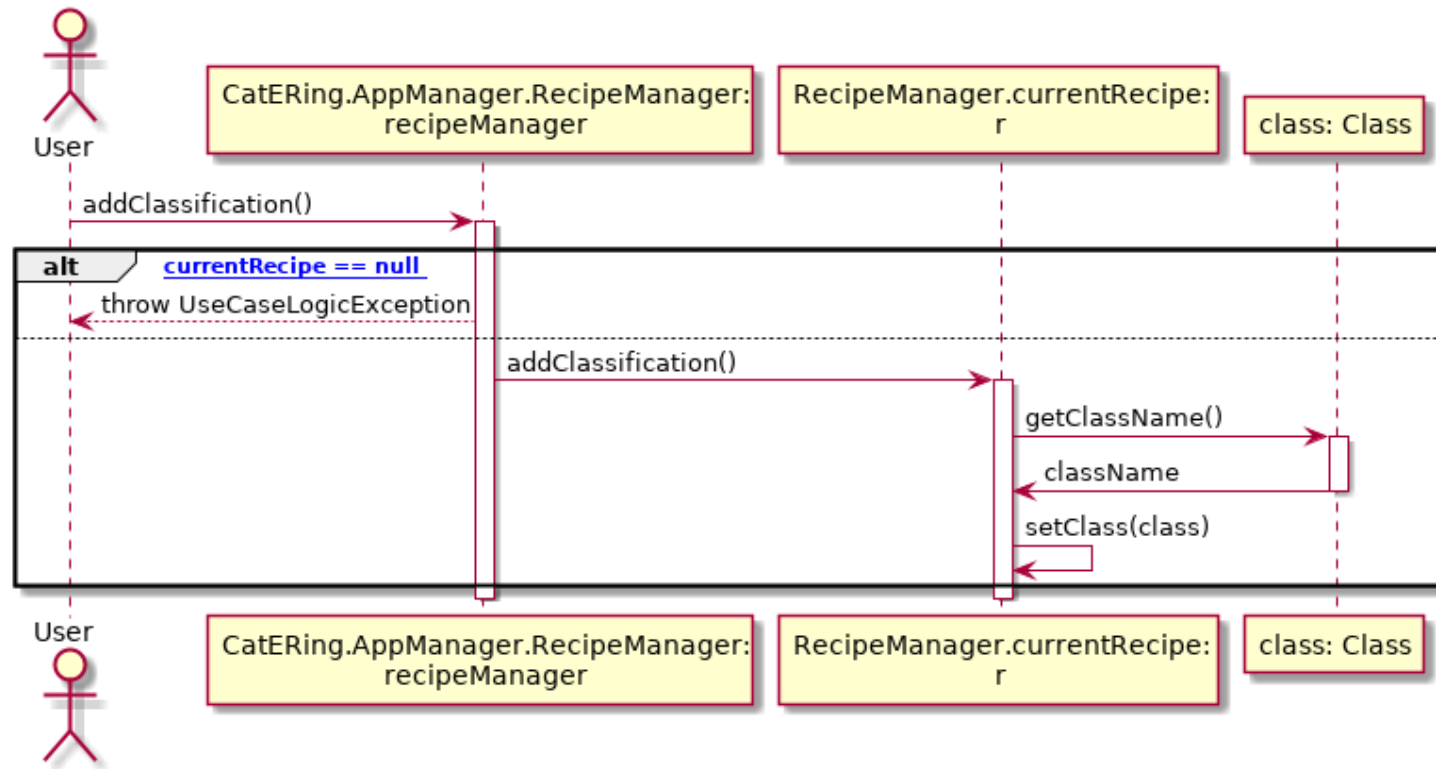 User
CatERing.AppManager.RecipeManager:
recipeManager
RecipeManager.currentRecipe:
r
class: Class
addClassification()
alt
currentRecipe == null
throw UseCaseLogicException
addClassification()
getClassName()
className
setClass(class)
User
CatERing.AppManager.RecipeManager:
recipeManager
RecipeManager.currentRecipe:
r
class: Class